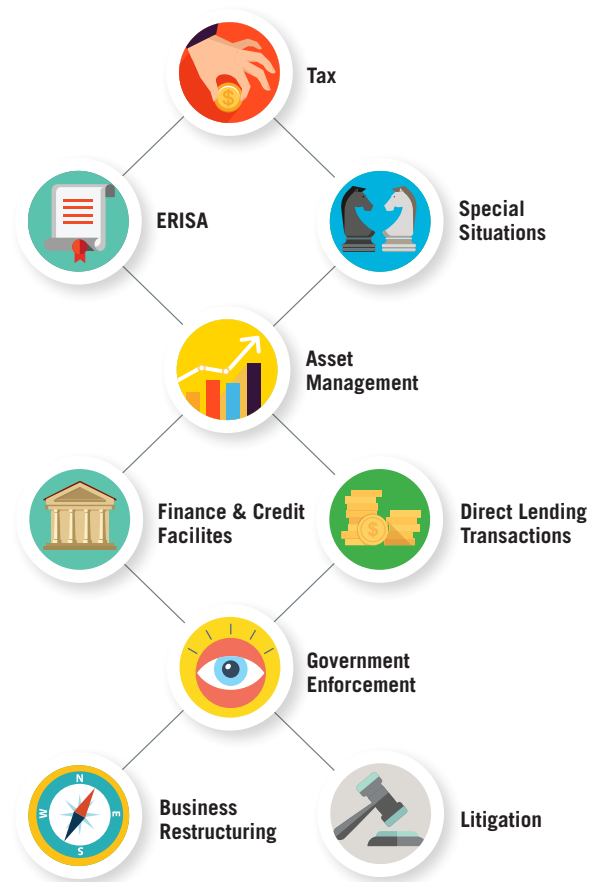 Tax
ERISA
Special
Situations
Asset
Management
Finance & Credit
Facilites
Direct Lending
Transactions
Government
Enforcement
Business
Restructuring
N
W
E
S
Litigation
$
$